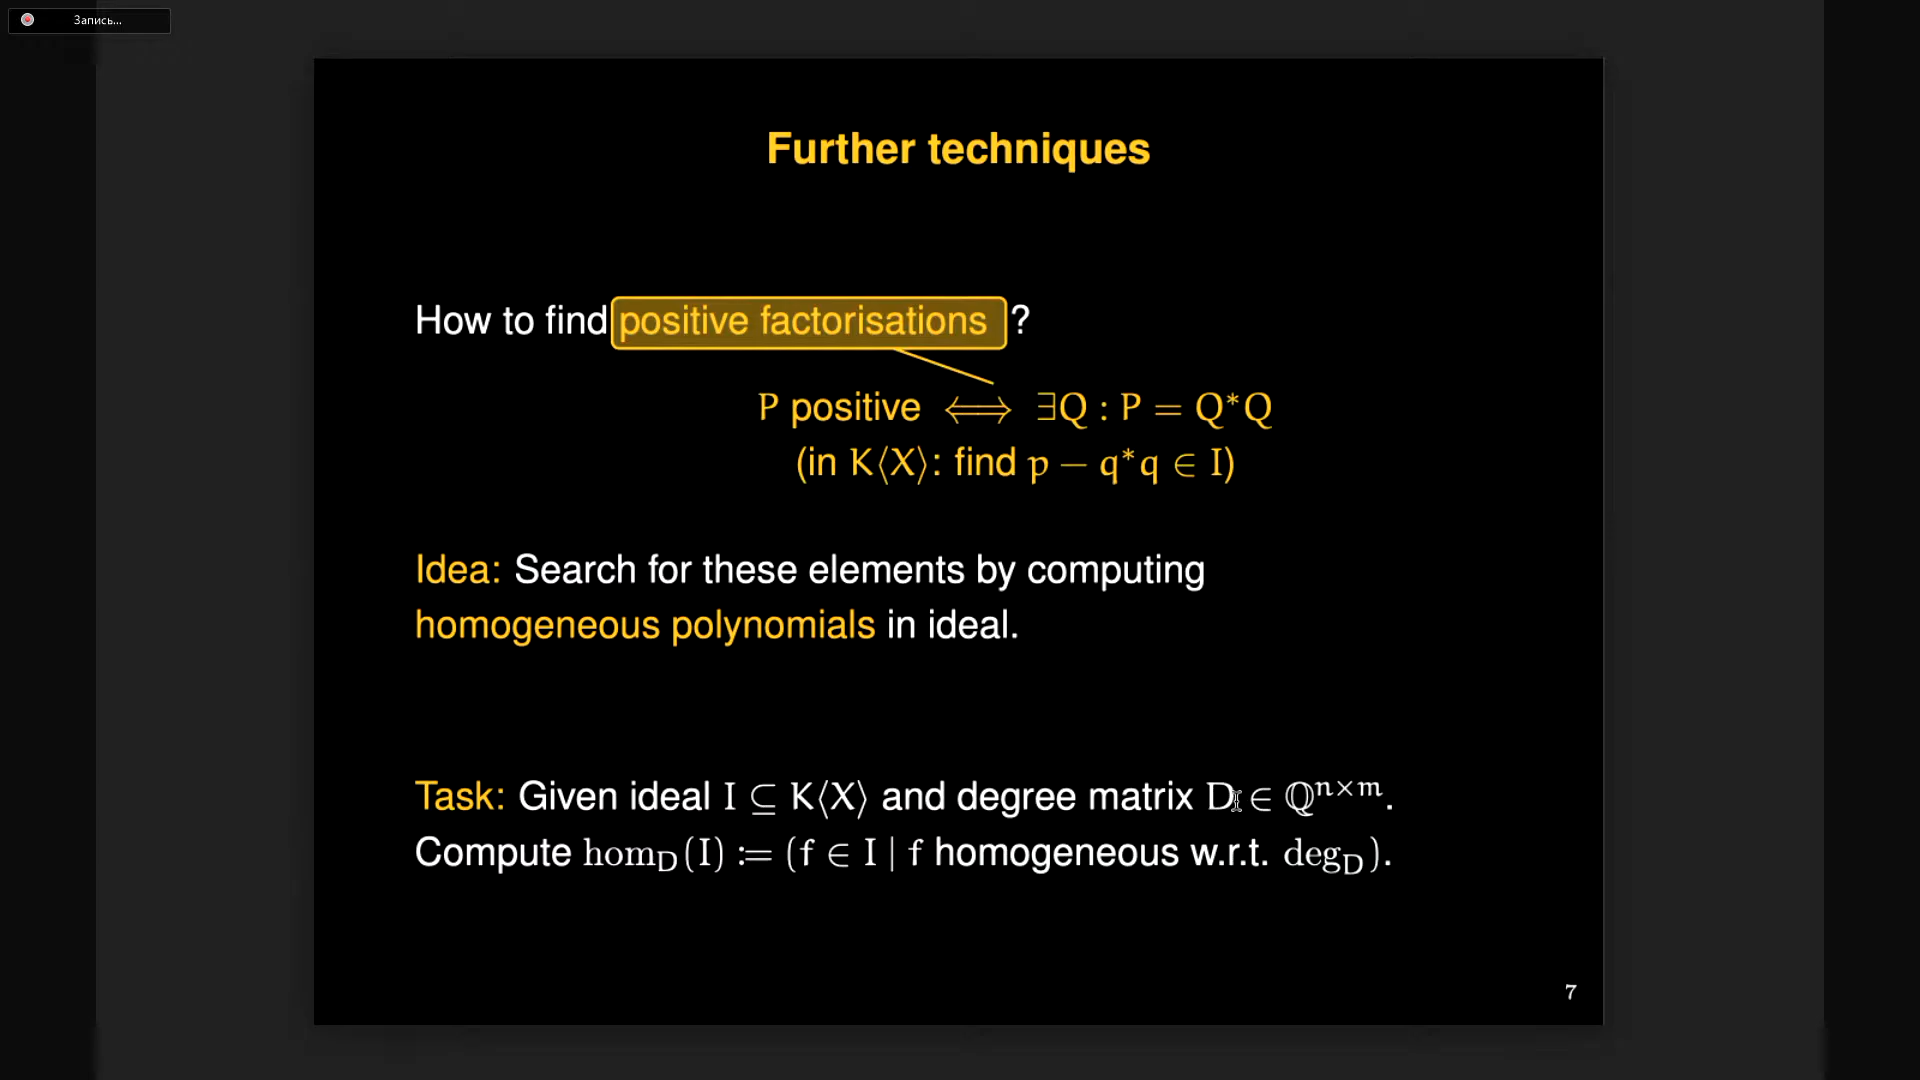 Запись...
Further techniques
How to find positive factorisations ?
P positive ⟺ ∃Q : P = Q*Q
(in K⟨X⟩: find p − q*q ∈ I)
Idea: Search for these elements by computing
homogeneous polynomials in ideal.
Task: Given ideal I ⊆ K⟨X⟩ and degree matrix D ∈ ℚⁿˣᵐ.
Compute hom_D(I) := (f ∈ I | f homogeneous w.r.t. deg_D).
7